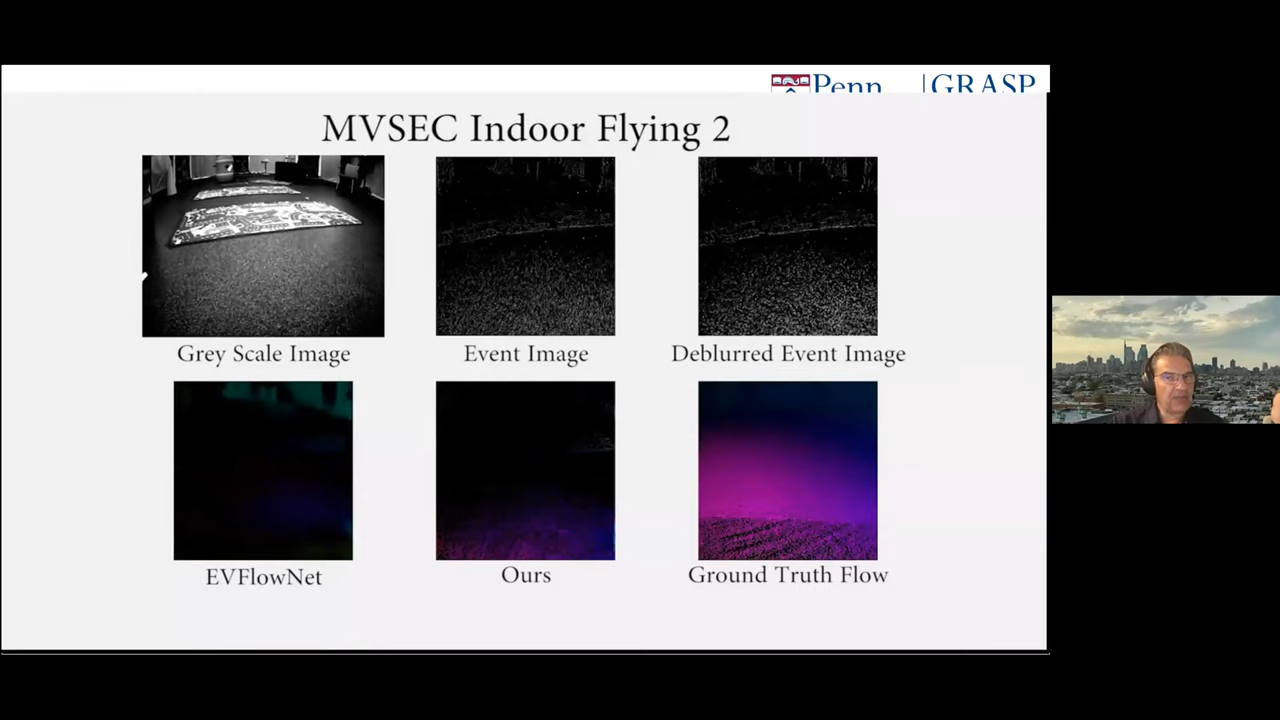 Penn | GRASP
MVSEC Indoor Flying 2
Grey Scale Image
Event Image
Deblurred Event Image
EVFlowNet
Ours
Ground Truth Flow